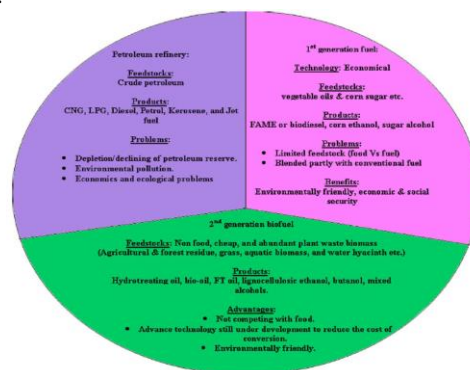 Petroleum refinery:
Feedstocks:
Crude petroleum
Products:
CNG, LPG, Diesel, Petrol, Kerosene, and Jet
fuel
Problems:
• Depletion/declining of petroleum reserve.
• Environmental pollution.
• Economics and ecological problems
1st generation fuel:
Technology: Economical
Feedstocks:
vegetable oils & corn sugar etc.
Products:
FAME or biodiesel, corn ethanol, sugar alcohol
Problems:
• Limited feedstock (food Vs fuel)
• Blended partly with conventional fuel
Benefits:
Environmentally friendly, economic & social
security
2nd generation biofuel
Feedstocks: Non food, cheap, and abundant plant waste biomass
(Agricultural & forest residue, grass, aquatic biomass, and water hyacinth etc.)
Products:
Hydrotreating oil, bio-oil, FT oil, lignocellulosic ethanol, butanol, mixed
alcohols.
Advantages:
• Not competing with food.
• Advance technology still under development to reduce the cost of
conversion.
• Environmentally friendly.